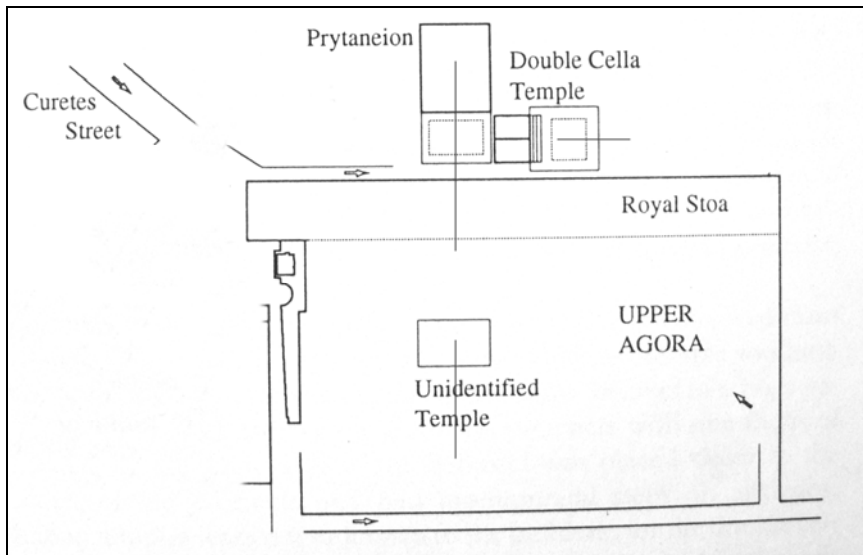 Prytaneion
Double Cella
Temple
Curetes
Street
Royal Stoa
UPPER
AGORA
Unidentified
Temple